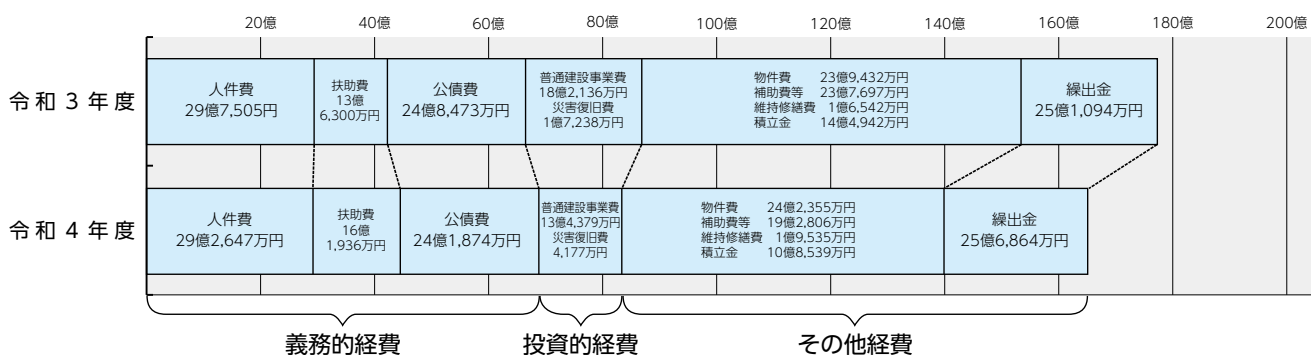 20億 40億 60億 80億 100億 120億 140億 160億 180億 200億
令和3年度
人件費
29億7,505円
扶助費
13億
6,300万円
公債費
24億8,473万円
普通建設事業費
18億2,136万円
災害復旧費
1億7,238万円
物件費 23億9,432万円
補助費等 23億7,697万円
維持修繕費 1億6,542万円
積立金 14億4,942万円
繰出金
25億1,094万円
令和4年度
人件費
29億2,647万円
扶助費
16億
1,936万円
公債費
24億1,874万円
普通建設事業費
13億4,379万円
災害復旧費
4,177万円
物件費 24億2,355万円
補助費等 19億2,806万円
維持修繕費 1億9,535万円
積立金 10億8,539万円
繰出金
25億6,864万円
義務的経費 投資的経費 その他経費